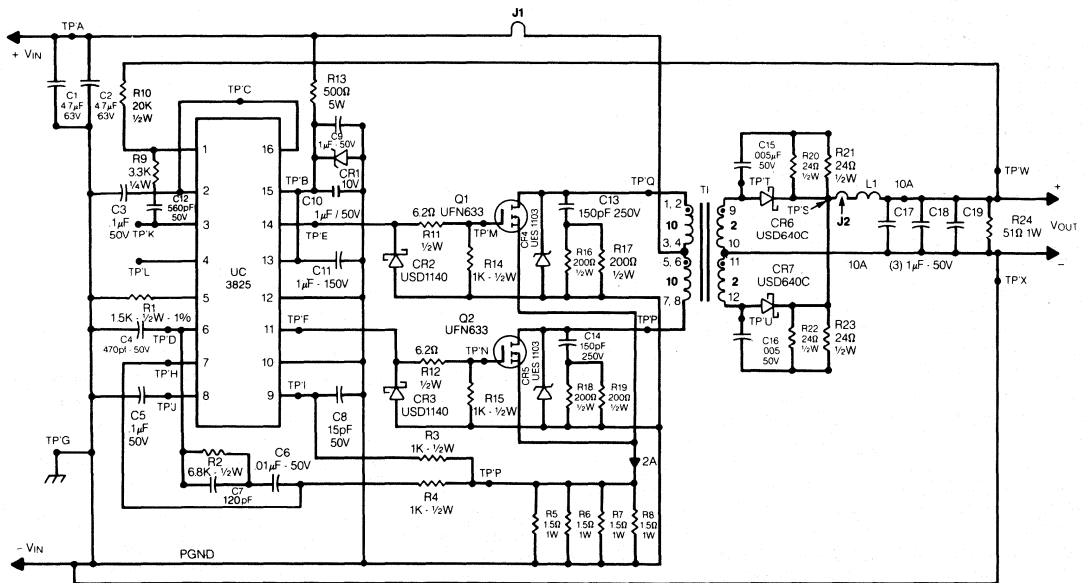 J1
TP'A
+ VIN
C1
4.7µF
63V
C2
4.7µF
63V
R10
20K
½W
TP'C
R13
500Ω
5W
C9
1µF - 50V
CR1
10V
R9
3.3K
¼W
C12
560pF
50V
C3
.1µF
50V
TP'K
TP'L
R1
1.5K - ½W - 1%
C4
470pf - 50V
TP'D
TP'H
TP'J
C5
.1µF
50V
TP'G
1
2
3
4
5
6
7
8
UC
3825
16
15
14
13
12
11
10
9
TP'B
C10
1µF / 50V
TP'E
C11
1µF - 150V
TP'F
TP'I
C8
15pF
50V
R2
6.8K - ½W
C7
120pF
C6
.01µF - 50V
R3
1K - ½W
R4
1K - ½W
TP'P
Q1
UFN633
6.2Ω
R11
½W
TP'M
CR2
USD1140
R14
1K - ½W
CF4
UES 1103
C13
150pF 250V
R16
200Ω
½W
R17
200Ω
½W
TP'Q
Q2
UFN633
6.2Ω
R12
½W
TP'N
CR3
USD1140
R15
1K - ½W
CR5
UES 1103
C14
150pF
250V
R18
200Ω
½W
R19
200Ω
½W
TP'P
2A
R5
1.5Ω
1W
R6
1.5Ω
1W
R7
1.5Ω
1W
R8
1.5Ω
1W
1, 2
10
3, 4
5, 6
10
7, 8
T1
9
2
10
11
2
12
C15
005µF
50V
TP'T
R20
24Ω
½W
R21
24Ω
½W
TP'S
CR6
USD640C
J2
L1
10A
C17
C18
C19
R24
51Ω 1W
TP'W
+
VOUT
–
TP'X
10A
(3) 1µF - 50V
CR7
USD640C
TP'U
C16
005
50V
R22
24Ω
½W
R23
24Ω
½W
– VIN
PGND